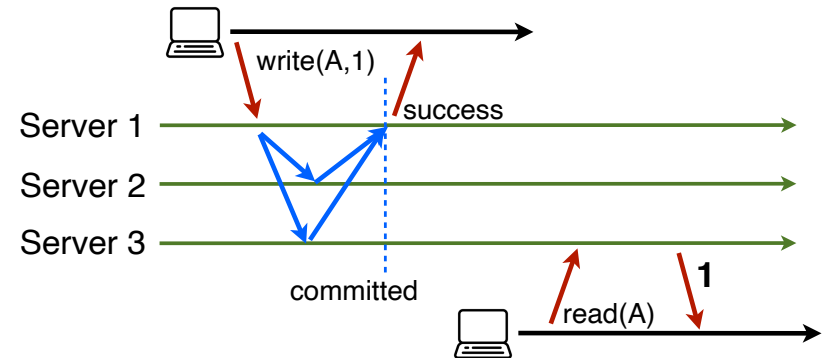 write(A,1)
success
Server 1
Server 2
Server 3
committed
1
read(A)